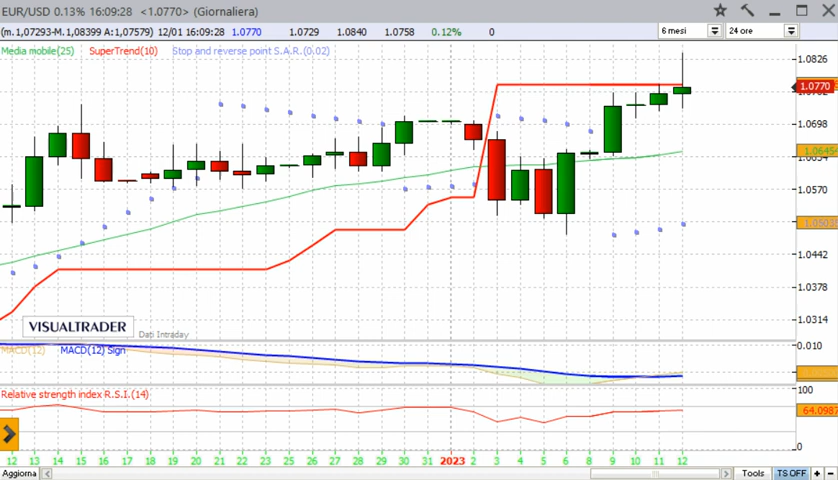 EUR/USD 0.13% 16:09:28 <1.0770> (Giornaliera)
(m.1,07293-M.1,08399 A=1.07579) 12/01 16:09:28 1.0770 1.0729 1.0840 1.0758 0.12% 0 6 mesi 24 ore
Media mobile(25) SuperTrend(10) Stop and reverse point S.A.R.(0.02)
1.0826
1.0770
1.0698
1.0634
1.0570
1.0442
1.0378
1.0314
VISUALTRADER
Dati Intraday
MACD(12) MACD(12) Sign
0.010
Relative strength index R.S.I.(14)
100
64.0987
0
12 13 14 15 16 17 18 19 20 21 22 23 24 25 26 27 28 29 30 31 2023 2 3 4 5 6 7 8 9 10 11 12
Aggiorna Tools TS OFF